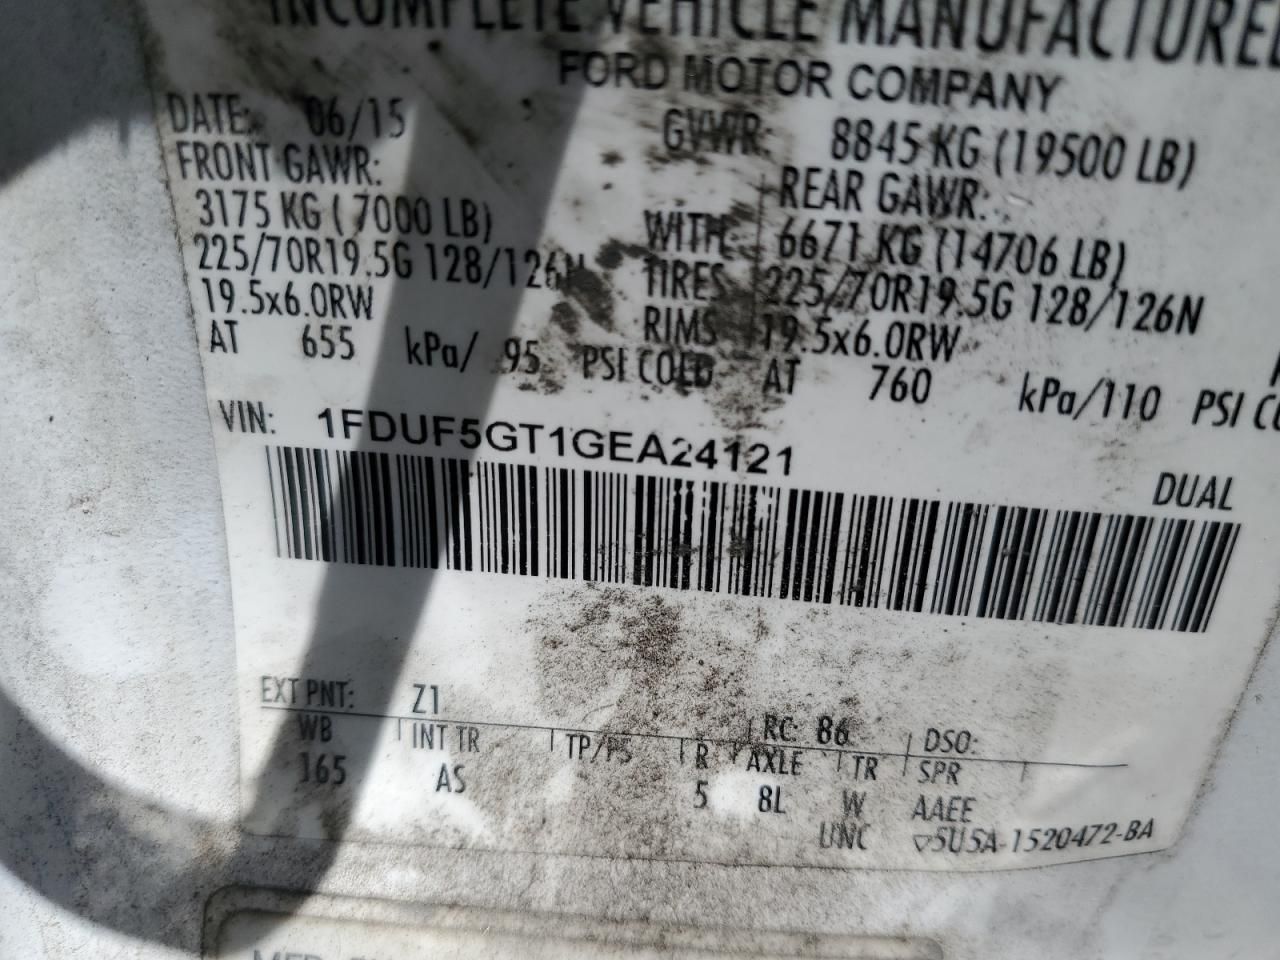 INCOMPLETE VEHICLE MANUFACTURED
FORD MOTOR COMPANY
DATE: 06/15 GVWR: 8845 KG (19500 LB)
FRONT GAWR: REAR GAWR:
3175 KG ( 7000 LB) WITH 6671 KG (14706 LB)
225/70R19.5G 128/126N TIRES 225/70R19.5G 128/126N
19.5x6.0RW RIMS 19.5x6.0RW
AT 655 kPa/ 95 PSI COLD AT 760 kPa/110 PSI CO
VIN: 1FDUF5GT1GEA24121
DUAL
EXT PNT: Z1 RC: 86 DSO:
WB INT TR TP/PS R AXLE TR SPR
165 AS 5 8L W AAEE
UNC ▽5U5A-1520472-BA